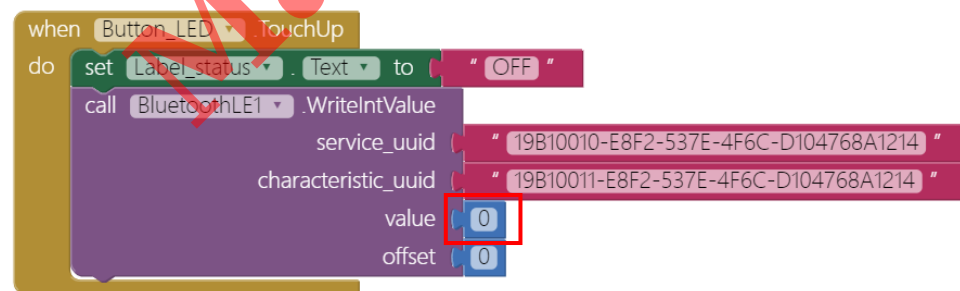 when Button_LED .TouchUp
do set Label_status . Text to " OFF "
call BluetoothLE1 .WriteIntValue
service_uuid " 19B10010-E8F2-537E-4F6C-D104768A1214 "
characteristic_uuid " 19B10011-E8F2-537E-4F6C-D104768A1214 "
value 0
offset 0